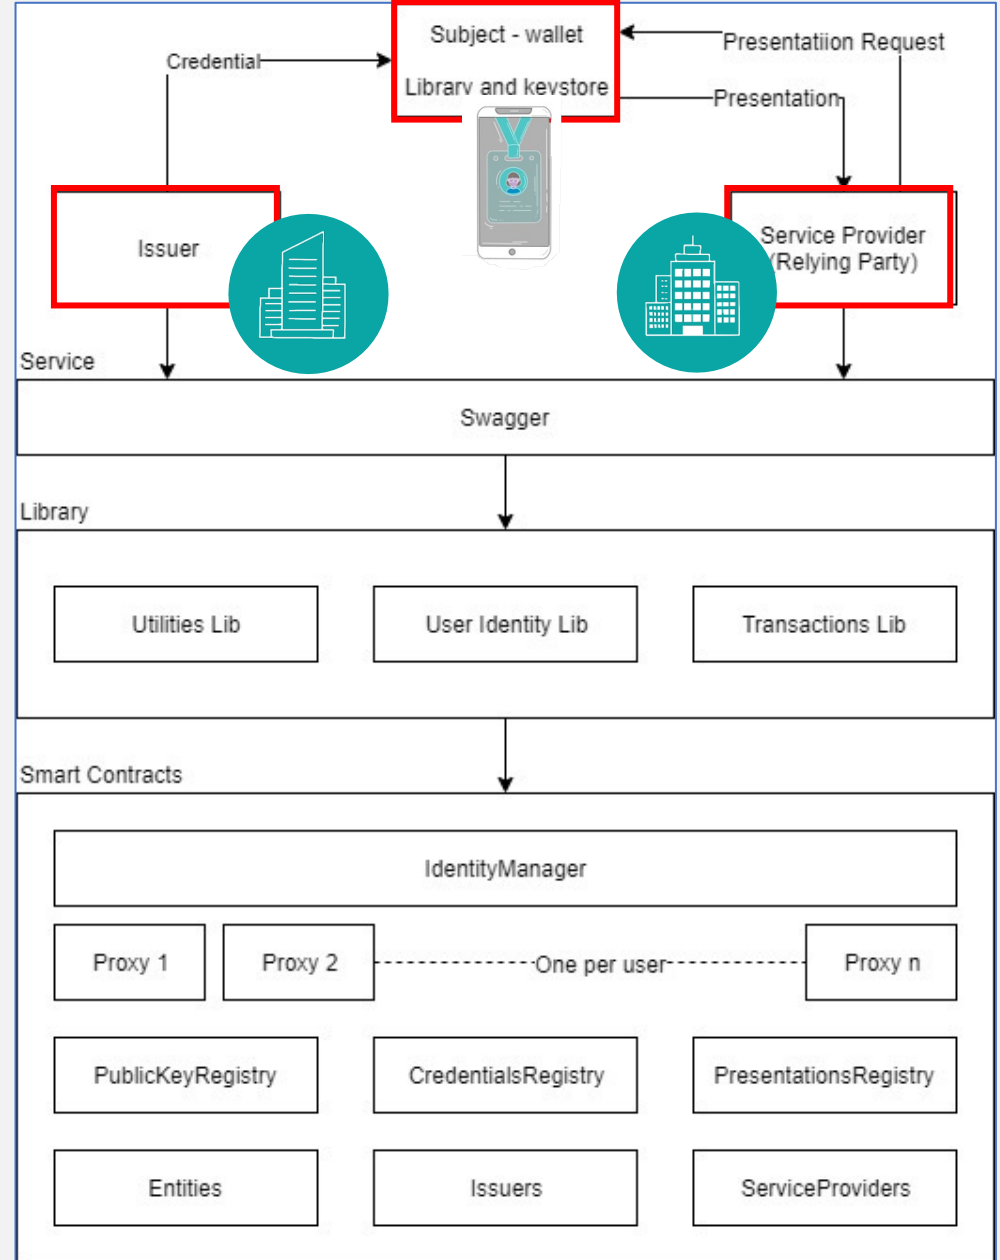 Subject - wallet
Library and keystore
Credential
Presentatiion Request
Presentation
Issuer
Service Provider
(Relying Party)
Service
Swagger
Library
Utilities Lib
User Identity Lib
Transactions Lib
Smart Contracts
IdentityManager
Proxy 1
Proxy 2
One per user
Proxy n
PublicKeyRegistry
CredentialsRegistry
PresentationsRegistry
Entities
Issuers
ServiceProviders